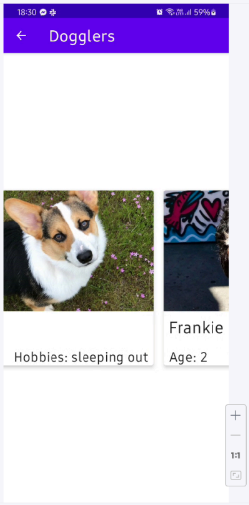 18:30 59%
Dogglers
Hobbies: sleeping out
Frankie
Age: 2
1:1